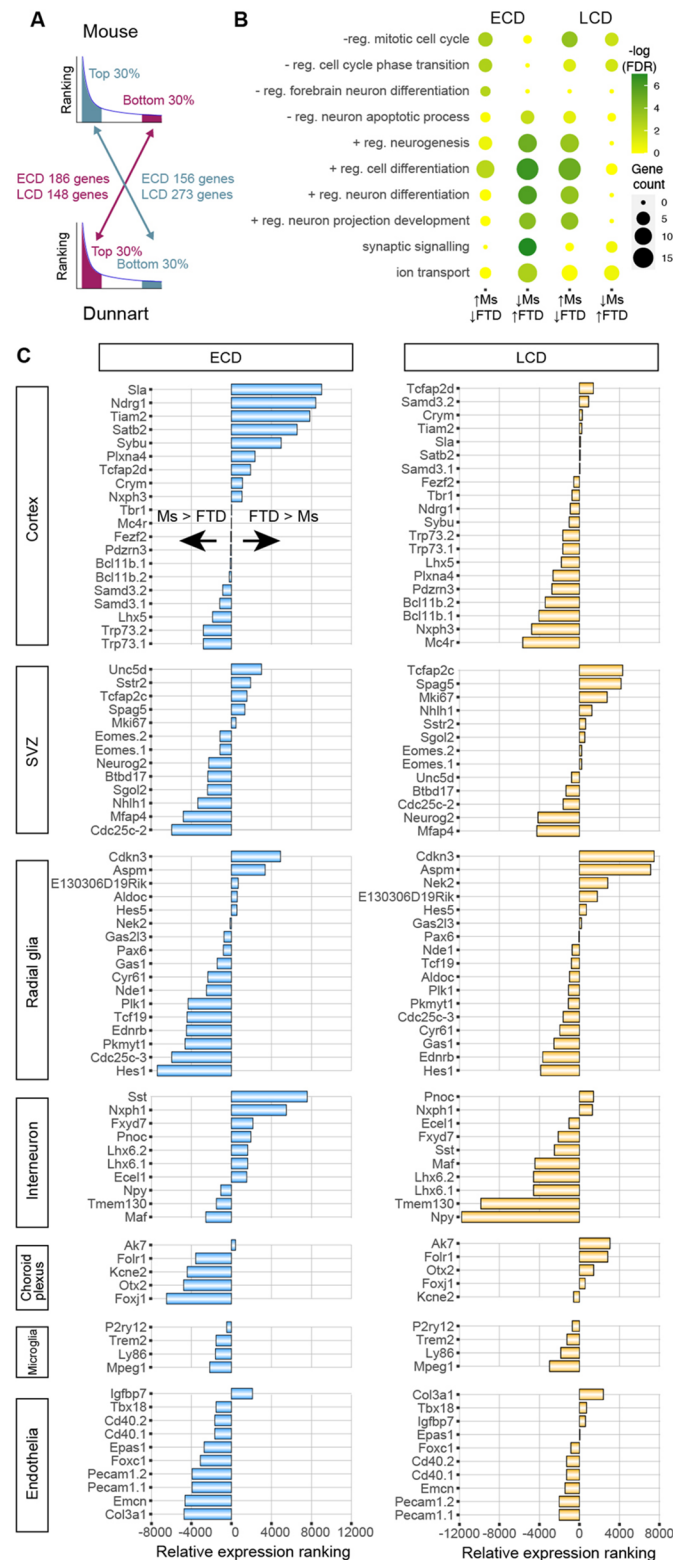 A
Mouse
Ranking
Top 30%
Bottom 30%
ECD 186 genes
LCD 148 genes
ECD 156 genes
LCD 273 genes
Ranking
Top 30%
Bottom 30%
Dunnart
B
ECD LCD
-reg. mitotic cell cycle
- reg. cell cycle phase transition
- reg. forebrain neuron differentiation
- reg. neuron apoptotic process
+ reg. neurogenesis
+ reg. cell differentiation
+ reg. neuron differentiation
+ reg. neuron projection development
synaptic signalling
ion transport
↑Ms ↓Ms ↑Ms ↓Ms
↓FTD ↑FTD ↓FTD ↑FTD
-log
(FDR)
6
4
2
0
Gene
count
0
5
10
15
C
ECD
LCD
Cortex
Sla
Ndrg1
Tiam2
Satb2
Sybu
Plxna4
Tcfap2d
Crym
Nxph3
Tbr1
Mc4r
Fezf2
Pdzrn3
Bcl11b.1
Bcl11b.2
Samd3.2
Samd3.1
Lhx5
Trp73.2
Trp73.1
Ms > FTD FTD > Ms
Tcfap2d
Samd3.2
Crym
Tiam2
Sla
Satb2
Samd3.1
Fezf2
Tbr1
Ndrg1
Sybu
Trp73.2
Trp73.1
Lhx5
Plxna4
Pdzrn3
Bcl11b.2
Bcl11b.1
Nxph3
Mc4r
SVZ
Unc5d
Sstr2
Tcfap2c
Spag5
Mki67
Eomes.2
Eomes.1
Neurog2
Btbd17
Sgol2
Nhlh1
Mfap4
Cdc25c-2
Tcfap2c
Spag5
Mki67
Nhlh1
Sstr2
Sgol2
Eomes.2
Eomes.1
Unc5d
Btbd17
Cdc25c-2
Neurog2
Mfap4
Radial glia
Cdkn3
Aspm
E130306D19Rik
Aldoc
Hes5
Nek2
Gas2l3
Pax6
Gas1
Cyr61
Nde1
Plk1
Tcf19
Ednrb
Pkmyt1
Cdc25c-3
Hes1
Cdkn3
Aspm
Nek2
E130306D19Rik
Hes5
Gas2l3
Pax6
Nde1
Tcf19
Aldoc
Plk1
Pkmyt1
Cdc25c-3
Cyr61
Gas1
Ednrb
Hes1
Interneuron
Sst
Nxph1
Fxyd7
Pnoc
Lhx6.2
Lhx6.1
Ecel1
Npy
Tmem130
Maf
Pnoc
Nxph1
Ecel1
Fxyd7
Sst
Maf
Lhx6.2
Lhx6.1
Tmem130
Npy
Choroid
plexus
Ak7
Folr1
Kcne2
Otx2
Foxj1
Ak7
Folr1
Otx2
Foxj1
Kcne2
Microglia
P2ry12
Trem2
Ly86
Mpeg1
P2ry12
Trem2
Ly86
Mpeg1
Endothelia
Igfbp7
Tbx18
Cd40.2
Cd40.1
Epas1
Foxc1
Pecam1.2
Pecam1.1
Emcn
Col3a1
Col3a1
Tbx18
Igfbp7
Epas1
Foxc1
Cd40.2
Cd40.1
Emcn
Pecam1.2
Pecam1.1
-8000 -4000 0 4000 8000 12000
Relative expression ranking
-12000 -8000 -4000 0 4000 8000
Relative expression ranking